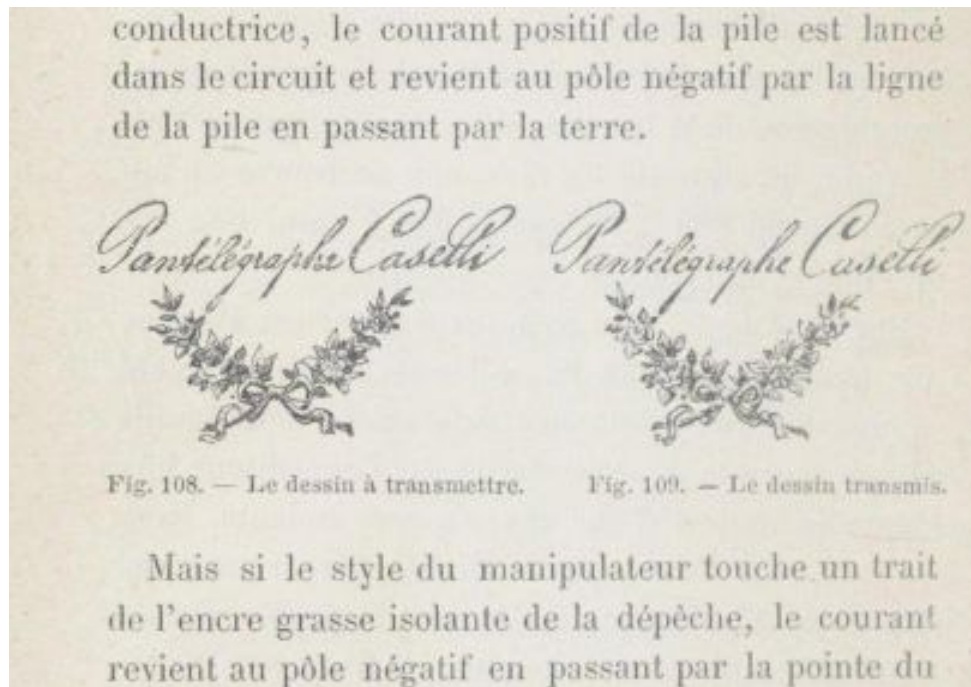 conductrice, le courant positif de la pile est lancé
dans le circuit et revient au pôle négatif par la ligne
de la pile en passant par la terre.
Pantélégraphe Caselli
Pantélégraphe Caselli
Fig. 108. — Le dessin à transmettre.
Fig. 109. — Le dessin transmis.
Mais si le style du manipulateur touche un trait
de l'encre grasse isolante de la dépèche, le courant
revient au pôle négatif en passant par la pointe du